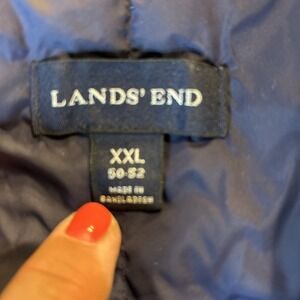 LANDS' END
XXL
50-52
MADE IN
BANGLADESH